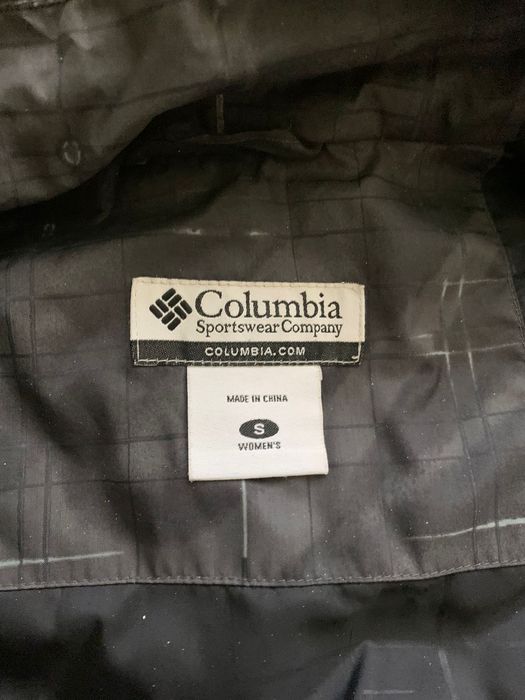 Columbia
Sportswear Company
COLUMBIA.COM
MADE IN CHINA
S
WOMEN'S